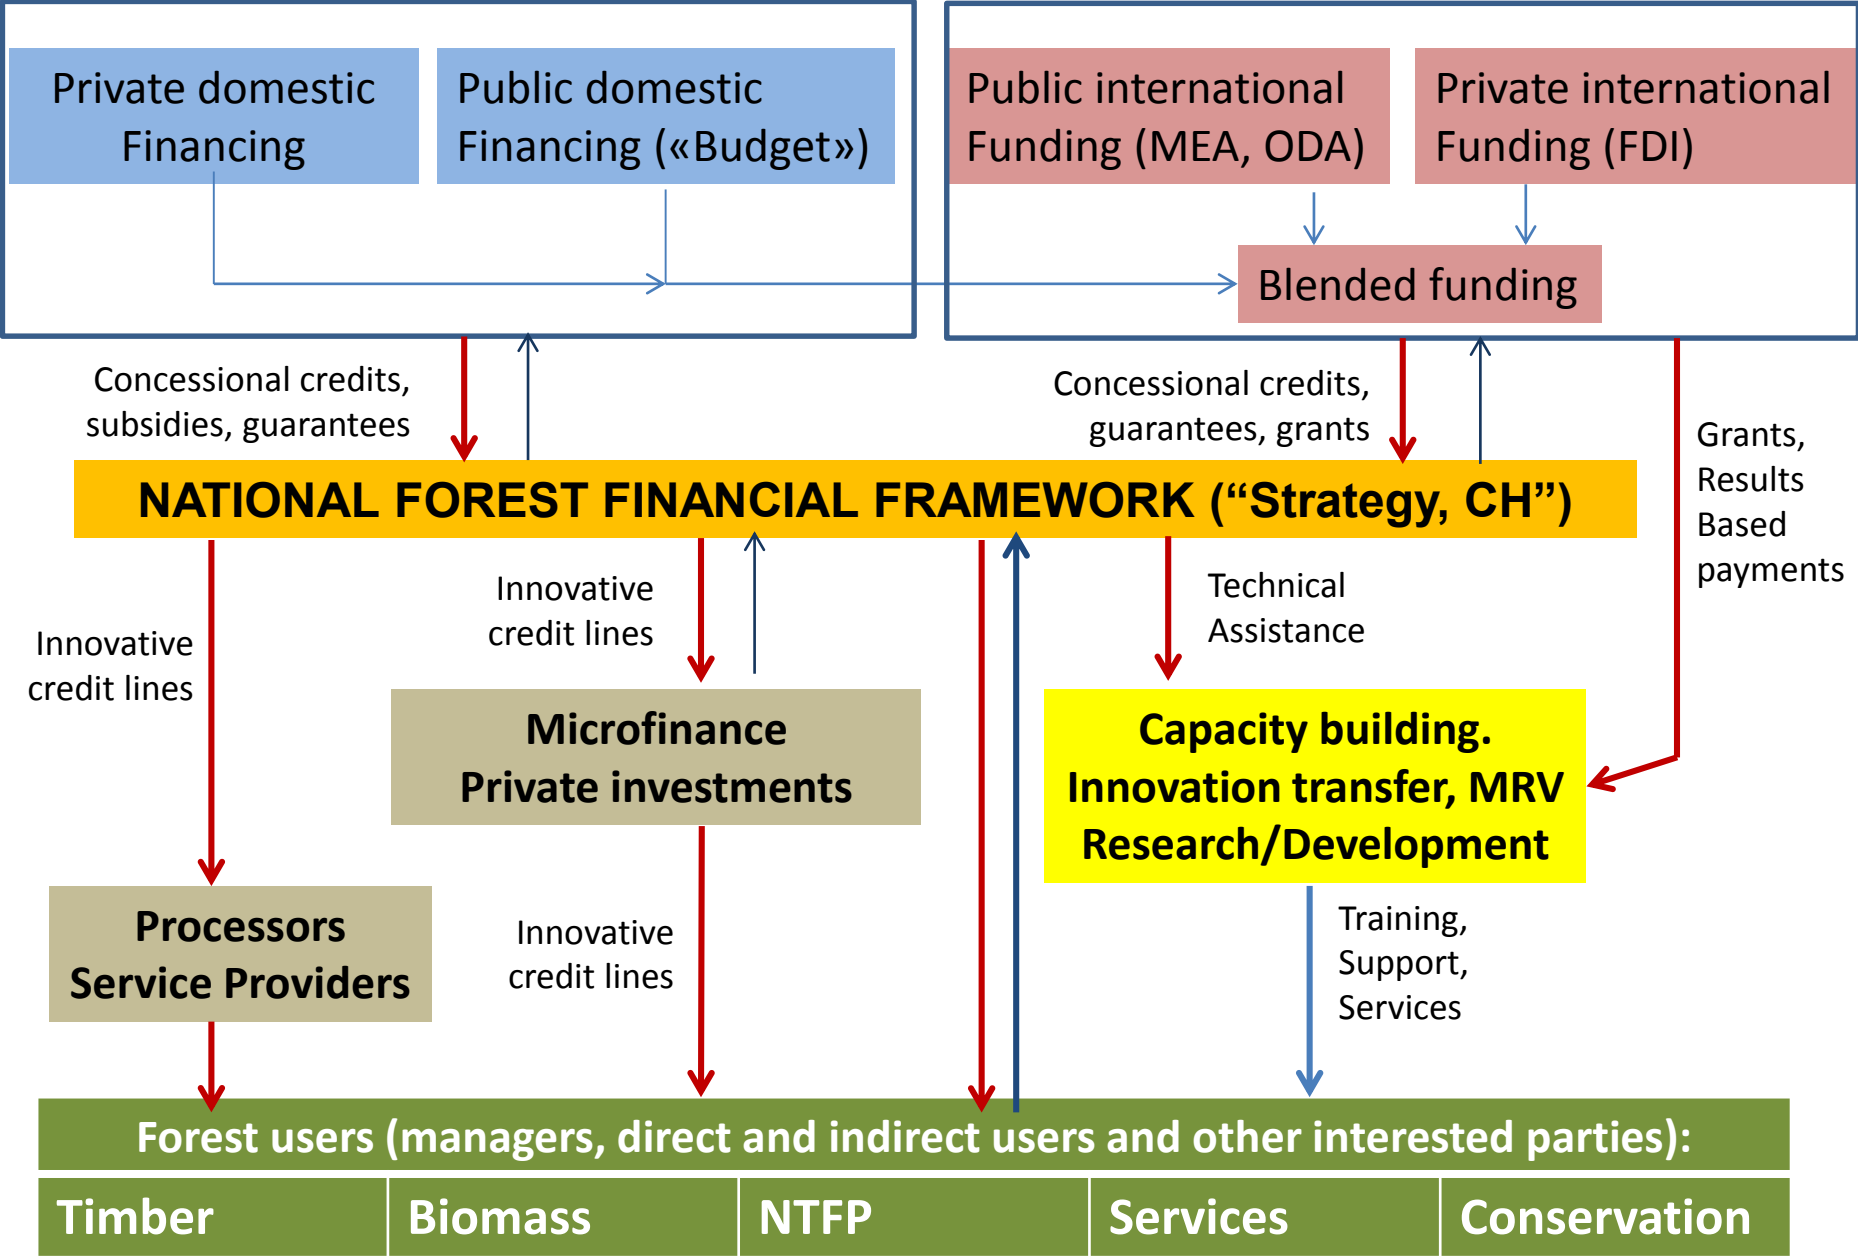 Private domestic
Financing
Public domestic
Financing («Budget»)
Public international
Funding (MEA, ODA)
Private international
Funding (FDI)
Blended funding
Concessional credits,
subsidies, guarantees
Concessional credits,
guarantees, grants
Grants,
Results
Based
payments
NATIONAL FOREST FINANCIAL FRAMEWORK (“Strategy, CH”)
Innovative
credit lines
Innovative
credit lines
Technical
Assistance
Microfinance
Private investments
Capacity building.
Innovation transfer, MRV
Research/Development
Processors
Service Providers
Innovative
credit lines
Training,
Support,
Services
Forest users (managers, direct and indirect users and other interested parties):
Timber
Biomass
NTFP
Services
Conservation